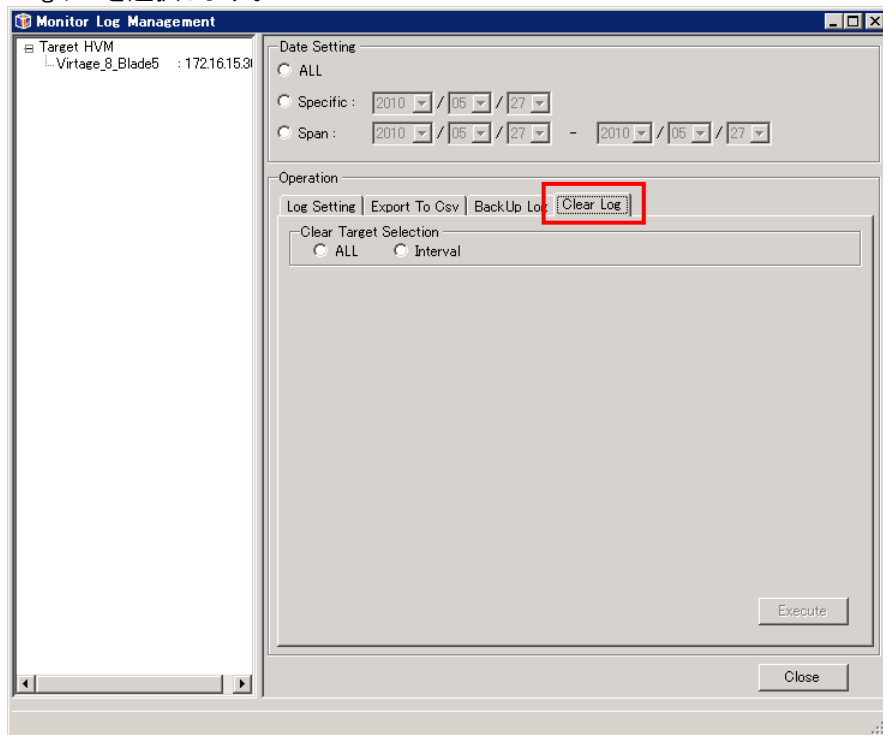 Monitor Log Management
Target HVM
Virtage_8_Blade5 : 172.16.15.3
Date Setting
ALL
Specific : 2010 / 05 / 27
Span : 2010 / 05 / 27 - 2010 / 05 / 27
Operation
Log Setting Export To Csv BackUp Log Clear Log
Clear Target Selection
ALL Interval
Execute
Close